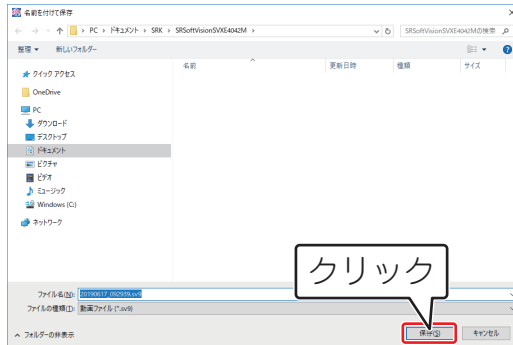 名前を付けて保存
PC › ドキュメント › SRK › SRSoftVisionSVXE4042M ›
SRSoftVisionSVXE4042Mの検索
整理 ▼ 新しいフォルダー
名前 更新日時 種類 サイズ
クイック アクセス
OneDrive
PC
ダウンロード
デスクトップ
ドキュメント
ピクチャ
ビデオ
ミュージック
Windows (C:)
ネットワーク
クリック
ファイル名(N): 20190617_092939.sv9
ファイルの種類(T): 動画ファイル (*.sv9)
フォルダーの非表示
保存(S) キャンセル